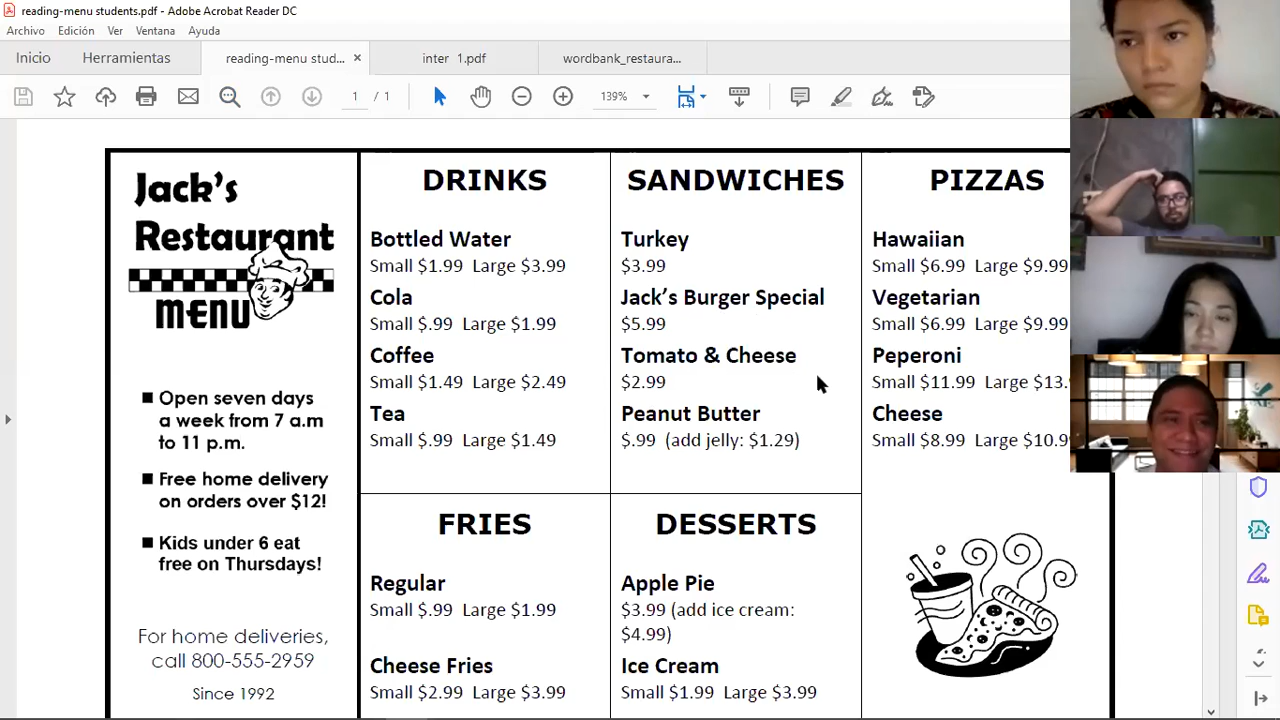 reading-menu students.pdf - Adobe Acrobat Reader DC
Archivo Edición Ver Ventana Ayuda
Inicio Herramientas reading-menu stud... × inter 1.pdf wordbank_restaura...
1 / 1 139%
Jack's
Restaurant
MENU
■ Open seven days
a week from 7 a.m
to 11 p.m.
■ Free home delivery
on orders over $12!
■ Kids under 6 eat
free on Thursdays!
For home deliveries,
call 800-555-2959
Since 1992
DRINKS
Bottled Water
Small $1.99 Large $3.99
Cola
Small $.99 Large $1.99
Coffee
Small $1.49 Large $2.49
Tea
Small $.99 Large $1.49
SANDWICHES
Turkey
$3.99
Jack's Burger Special
$5.99
Tomato & Cheese
$2.99
Peanut Butter
$.99 (add jelly: $1.29)
PIZZAS
Hawaiian
Small $6.99 Large $9.99
Vegetarian
Small $6.99 Large $9.99
Peperoni
Small $11.99 Large $13.
Cheese
Small $8.99 Large $10.9
FRIES
Regular
Small $.99 Large $1.99
Cheese Fries
Small $2.99 Large $3.99
DESSERTS
Apple Pie
$3.99 (add ice cream:
$4.99)
Ice Cream
Small $1.99 Large $3.99